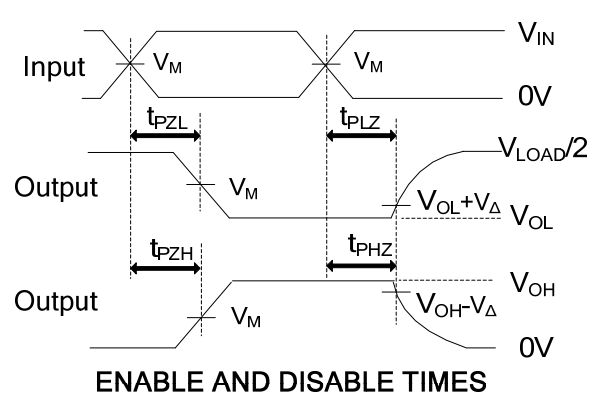 V_IN
Input V_M V_M
0V
t_PZL t_PLZ
V_LOAD/2
Output V_M V_OL+V_Δ
V_OL
t_PZH t_PHZ
V_OH
Output V_M V_OH-V_Δ
0V
ENABLE AND DISABLE TIMES